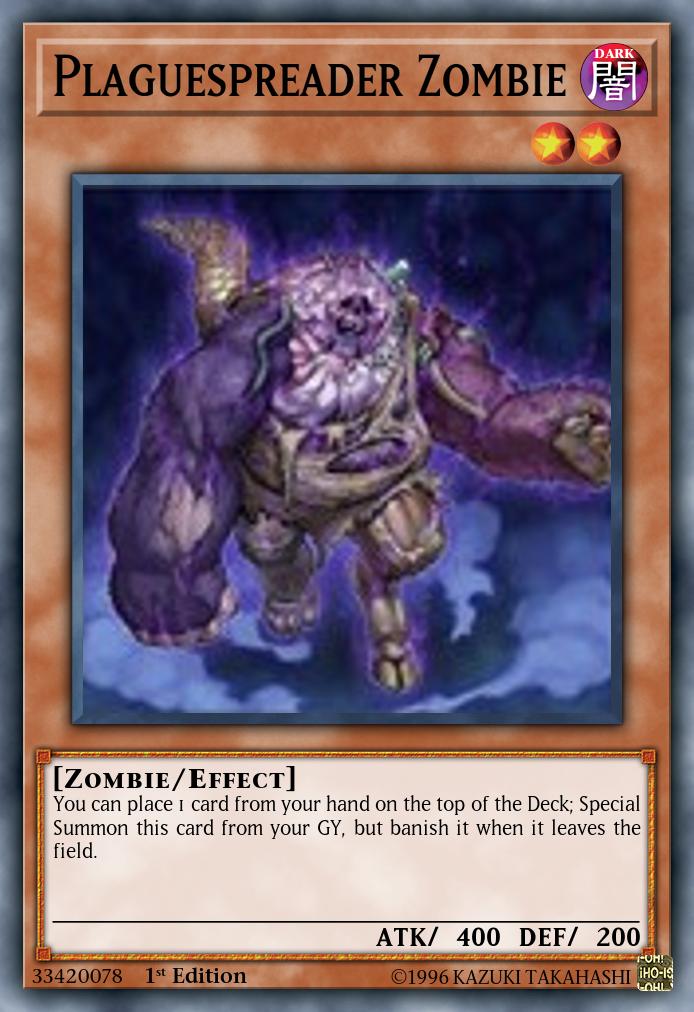 Plaguespreader Zombie
DARK
闇
[Zombie/Effect]
You can place 1 card from your hand on the top of the Deck; Special
Summon this card from your GY, but banish it when it leaves the
field.
ATK/ 400 DEF/ 200
33420078 1st Edition ©1996 KAZUKI TAKAHASHI